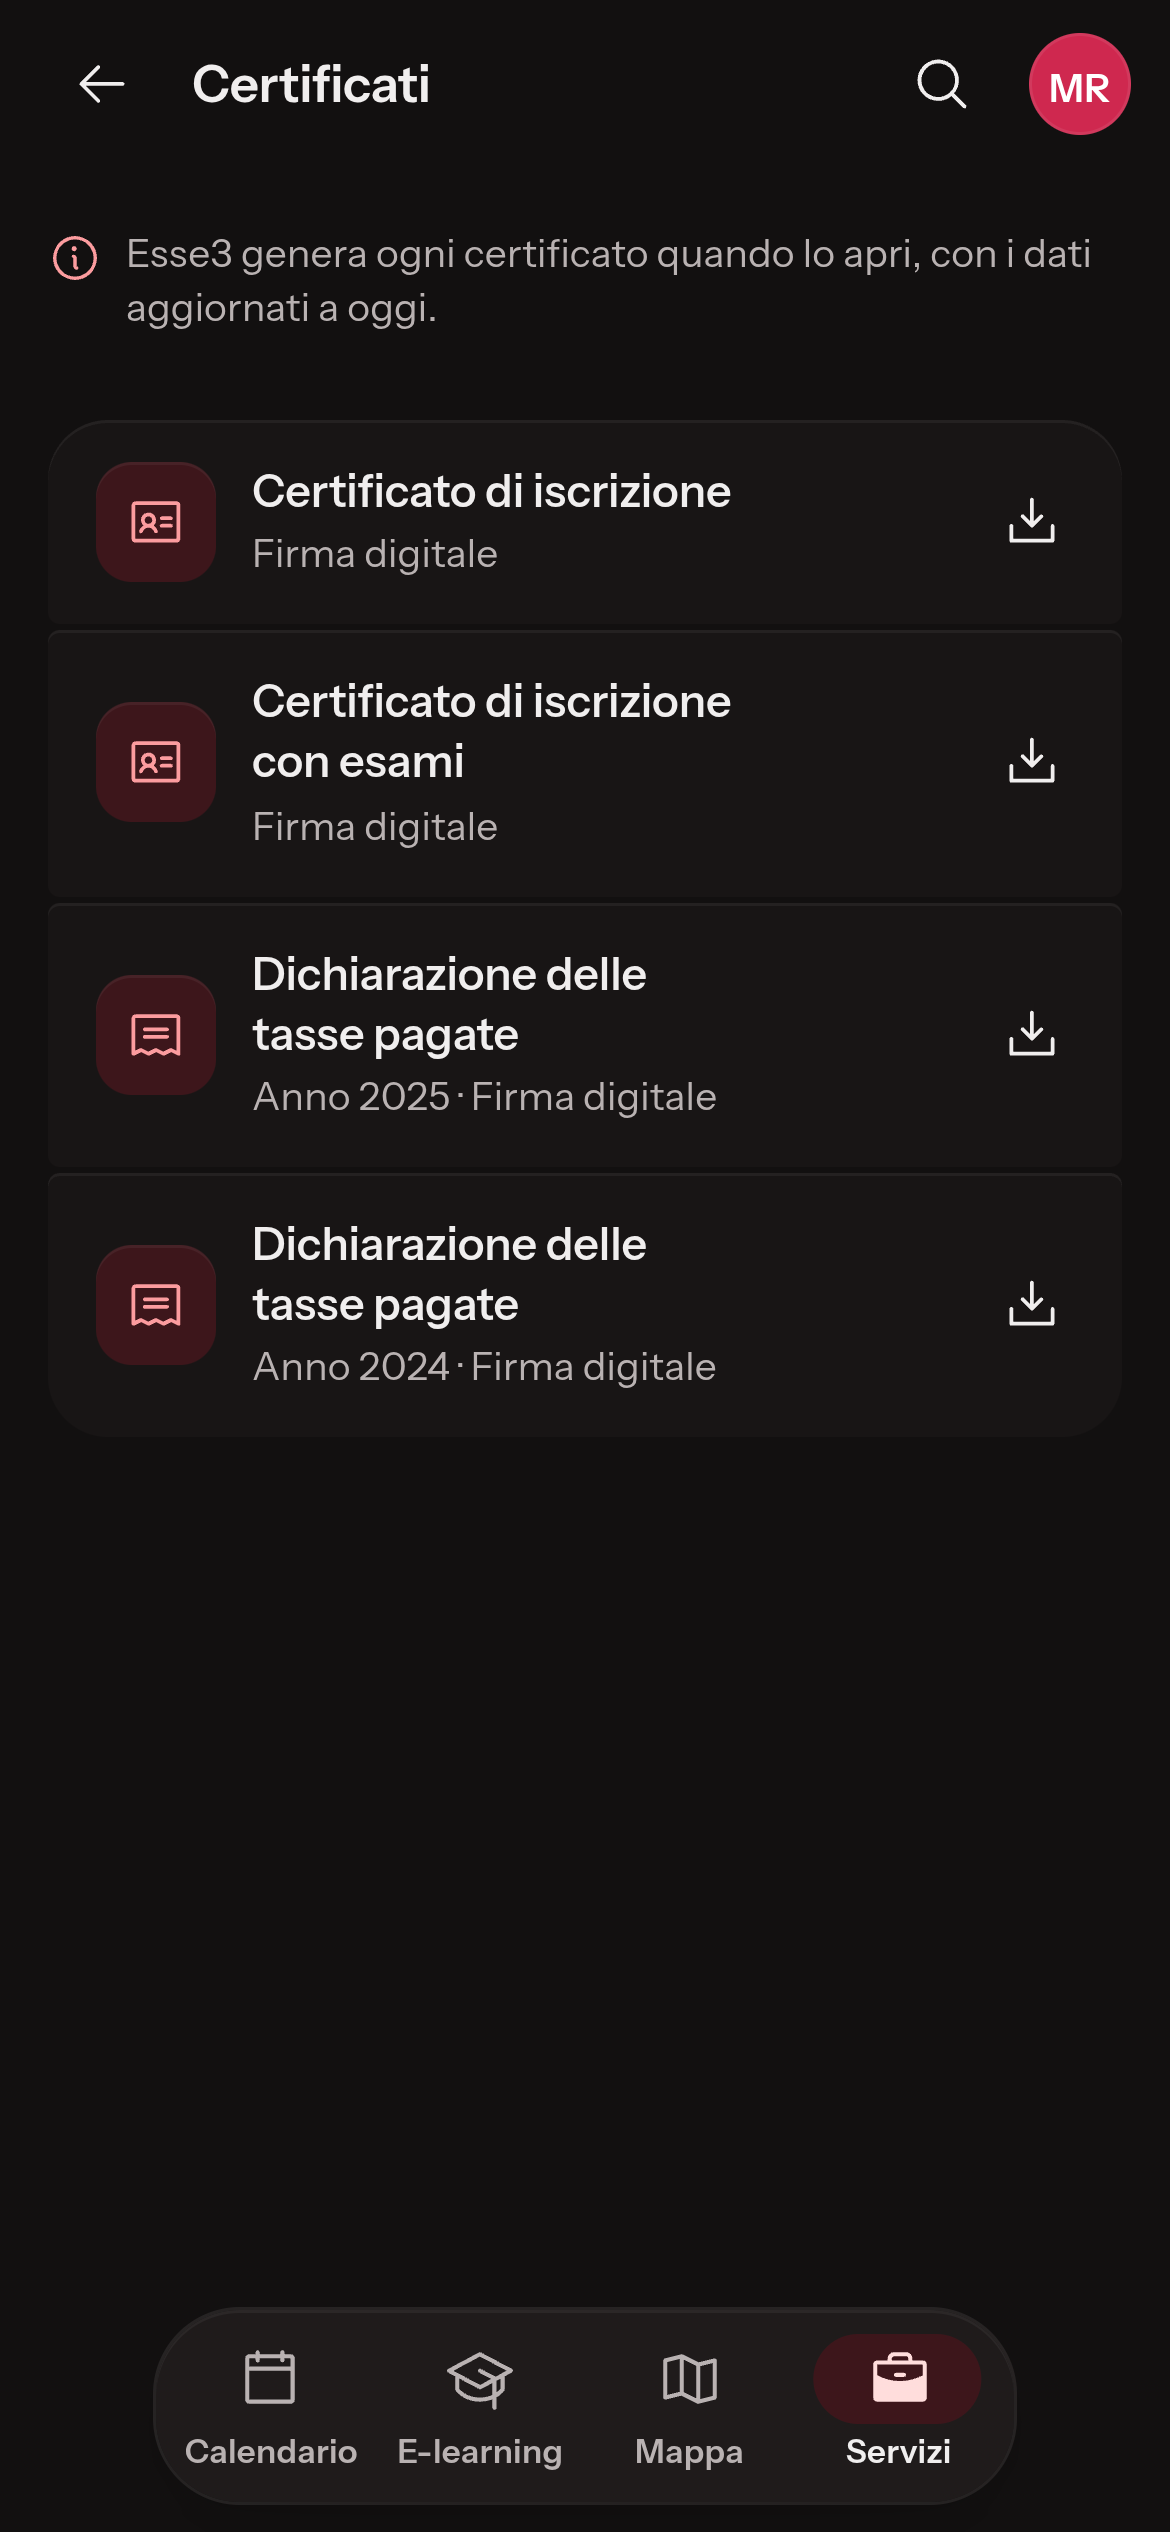 Certificati
MR
Esse3 genera ogni certificato quando lo apri, con i dati
aggiornati a oggi.
Certificato di iscrizione
Firma digitale
Certificato di iscrizione
con esami
Firma digitale
Dichiarazione delle
tasse pagate
Anno 2025 · Firma digitale
Dichiarazione delle
tasse pagate
Anno 2024 · Firma digitale
Calendario
E-learning
Mappa
Servizi